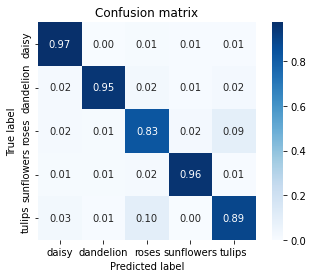 Confusion matrix
True label
daisy 0.97 0.00 0.01 0.01 0.01
dandelion 0.02 0.95 0.02 0.01 0.02
roses 0.02 0.01 0.83 0.02 0.09
sunflowers 0.01 0.01 0.02 0.96 0.01
tulips 0.03 0.01 0.10 0.00 0.89
daisy dandelion roses sunflowers tulips
Predicted label
0.8
0.6
0.4
0.2
0.0